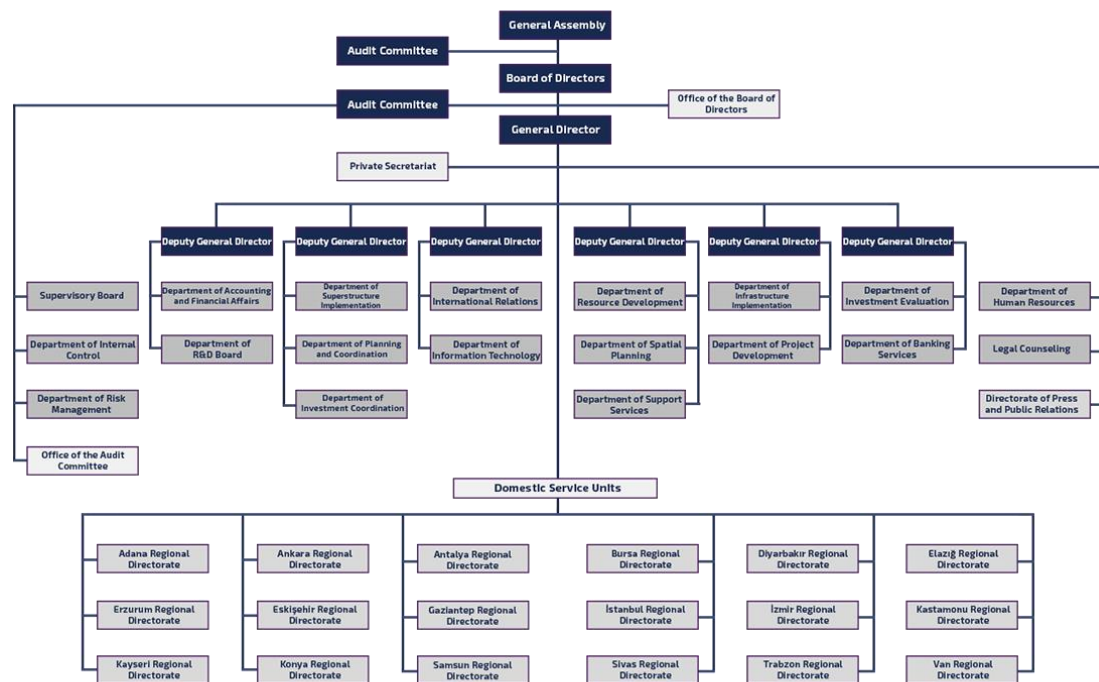 General Assembly
Audit Committee
Board of Directors
Audit Committee
Office of the Board of
Directors
General Director
Private Secretariat
Deputy General Director
Deputy General Director
Deputy General Director
Deputy General Director
Deputy General Director
Deputy General Director
Supervisory Board
Department of Accounting
and Financial Affairs
Department of
Superstructure
Implementation
Department of
International Relations
Department of
Resource Development
Department of
Infrastructure
Implementation
Department of
Investment Evaluation
Department of
Human Resources
Department of Internal
Control
Department of
R&D Board
Department of Planning
and Coordination
Department of
Information Technology
Department of Spatial
Planning
Department of Project
Development
Department of Banking
Services
Legal Counseling
Department of Risk
Management
Department of
Investment Coordination
Department of Support
Services
Directorate of Press
and Public Relations
Office of the Audit
Committee
Domestic Service Units
Adana Regional
Directorate
Ankara Regional
Directorate
Antalya Regional
Directorate
Bursa Regional
Directorate
Diyarbakır Regional
Directorate
Elazığ Regional
Directorate
Erzurum Regional
Directorate
Eskişehir Regional
Directorate
Gaziantep Regional
Directorate
İstanbul Regional
Directorate
İzmir Regional
Directorate
Kastamonu Regional
Directorate
Kayseri Regional
Directorate
Konya Regional
Directorate
Samsun Regional
Directorate
Sivas Regional
Directorate
Trabzon Regional
Directorate
Van Regional
Directorate